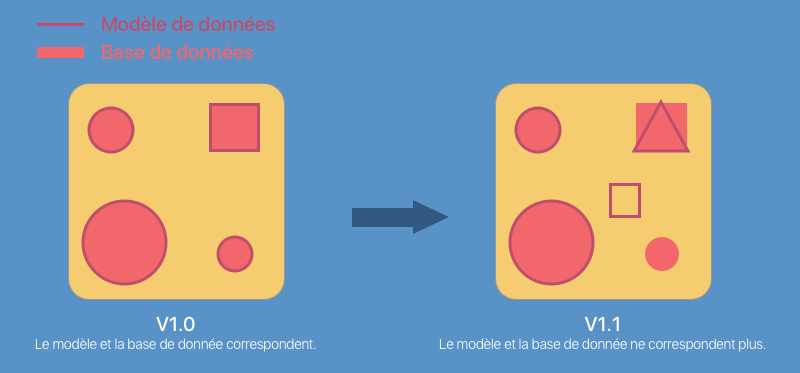 Modèle de données
Base de données
V1.0
Le modèle et la base de donnée correspondent.
V1.1
Le modèle et la base de donnée ne correspondent plus.